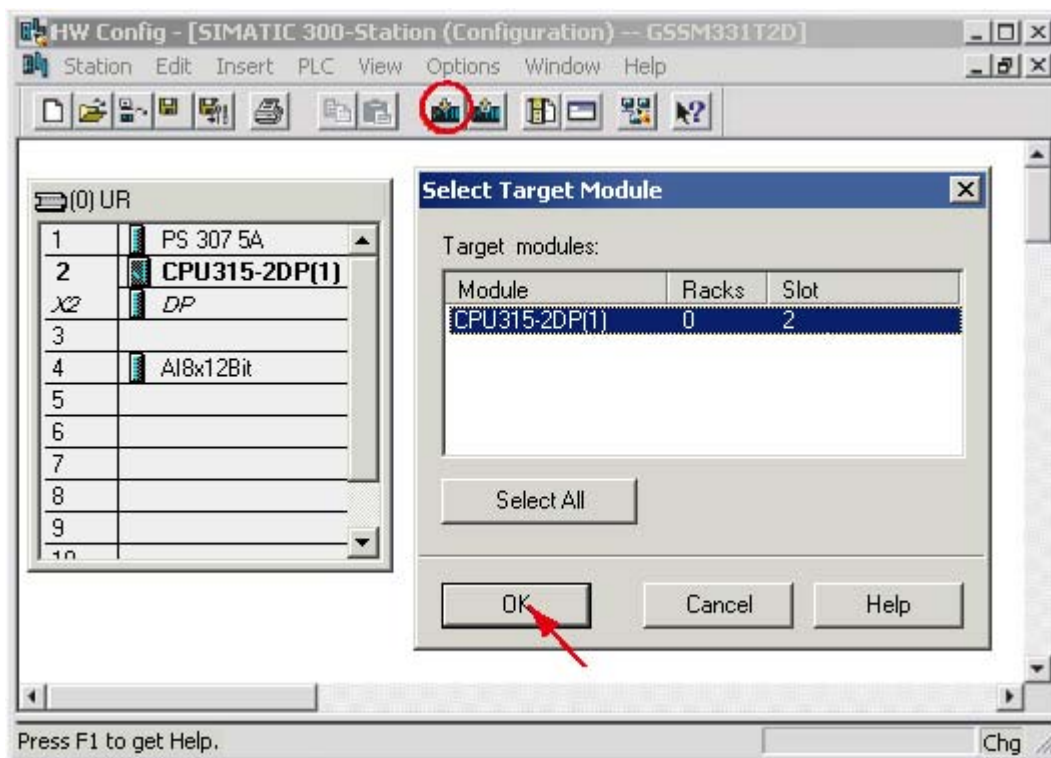 HW Config - [SIMATIC 300-Station (Configuration) -- GSSM331T2D]
Station Edit Insert PLC View Options Window Help
(0) UR
1 PS 307 5A
2 CPU315-2DP(1)
X2 DP
3
4 AI8x12Bit
5
6
7
8
9
10
Select Target Module
Target modules:
Module Racks Slot
CPU315-2DP(1) 0 2
Select All
OK Cancel Help
Press F1 to get Help. Chg